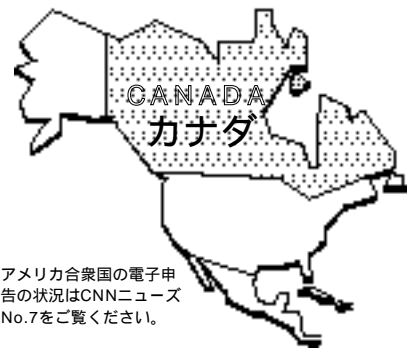 CANADA
カナダ
アメリカ合衆国の電子申
告の状況はCNNニューズ
No.7をご覧ください。